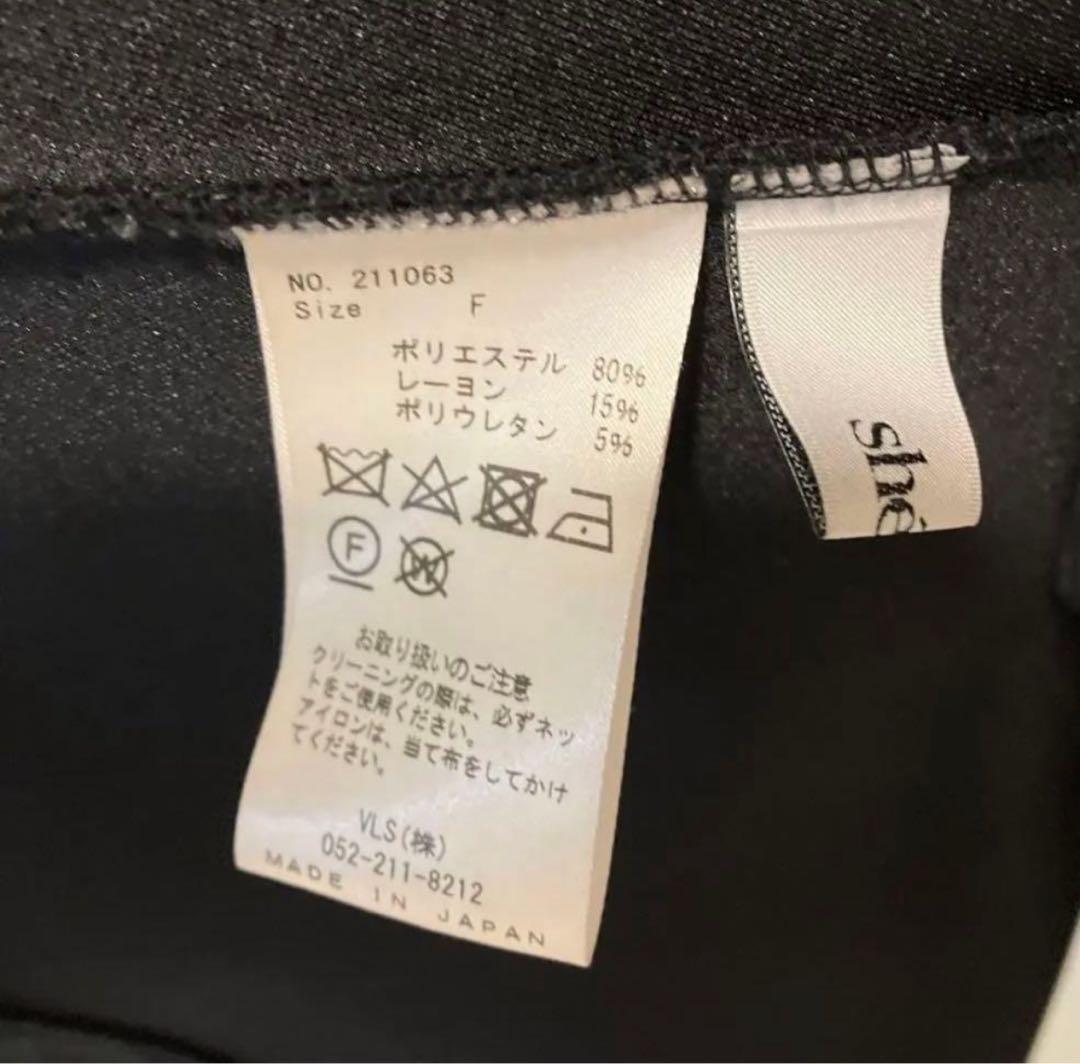 NO. 211063
Size F
ポリエステル 80%
レーヨン 15%
ポリウレタン 5%
F
W
お取り扱いのご注意
クリーニングの際は、必ずネッ
トをご使用ください。
アイロンは、当て布をしてかけ
てください。
VLS(株)
052-211-8212
MADE IN JAPAN
shé